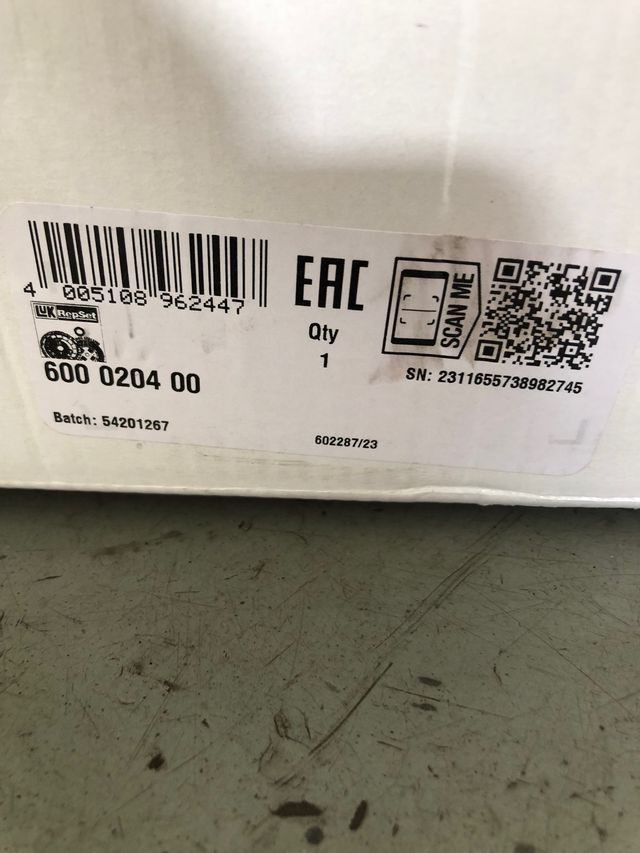 4 005108 962447
LUK RepSet
600 0204 00
Batch: 54201267
EAC
Qty
1
602287/23
SCAN ME
SN: 2311655738982745